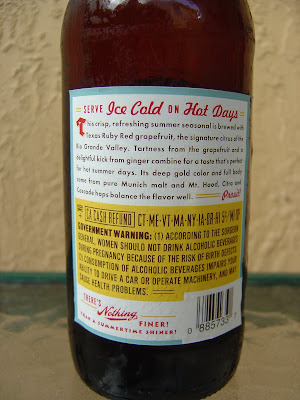 SERVE Ice Cold ON Hot Days
This crisp, refreshing summer seasonal is brewed with
Texas Ruby Red grapefruit, the signature citrus of the
Rio Grande Valley. Tartness from the grapefruit and a
delightful kick from ginger combine for a taste that's perfect
for hot summer days. Its deep gold color and full body
come from pure Munich malt and Mt. Hood, Citra and
Cascade hops balance the flavor well. Prosit!
CA CASH REFUND CT-ME-VT-MA-NY-IA-OR-HI 5¢/MI 10¢
GOVERNMENT WARNING: (1) ACCORDING TO THE SURGEON
GENERAL, WOMEN SHOULD NOT DRINK ALCOHOLIC BEVERAGES
DURING PREGNANCY BECAUSE OF THE RISK OF BIRTH DEFECTS.
(2) CONSUMPTION OF ALCOHOLIC BEVERAGES IMPAIRS YOUR
ABILITY TO DRIVE A CAR OR OPERATE MACHINERY, AND MAY
CAUSE HEALTH PROBLEMS.
THERE'S
Nothing
FINER!
THAN A SUMMERTIME SHINER!